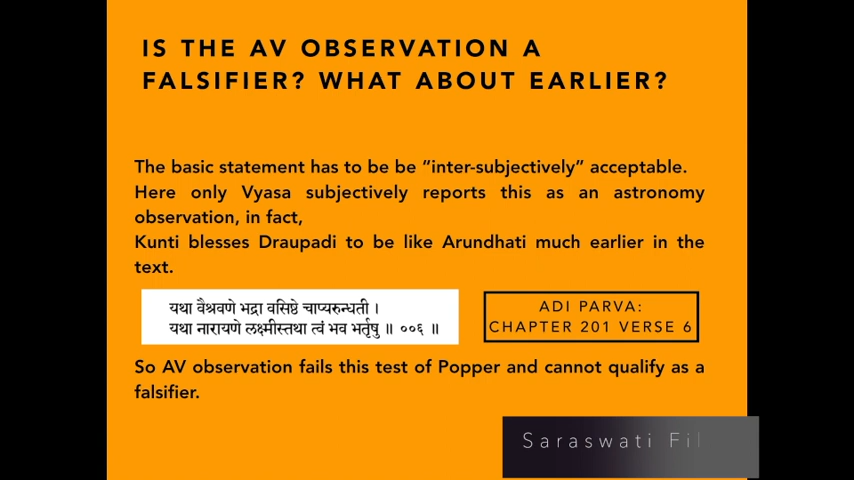 IS THE AV OBSERVATION A
FALSIFIER? WHAT ABOUT EARLIER?
The basic statement has to be be “inter-subjectively” acceptable.
Here only Vyasa subjectively reports this as an astronomy
observation, in fact,
Kunti blesses Draupadi to be like Arundhati much earlier in the
text.
यथा वैश्रवणे भद्रा वसिष्ठे चाप्यरुन्धती ।
यथा नारायणे लक्ष्मीस्तथा त्वं भव भर्तृषु ॥ ००६ ॥
ADI PARVA:
CHAPTER 201 VERSE 6
So AV observation fails this test of Popper and cannot qualify as a
falsifier.
Saraswati Fil